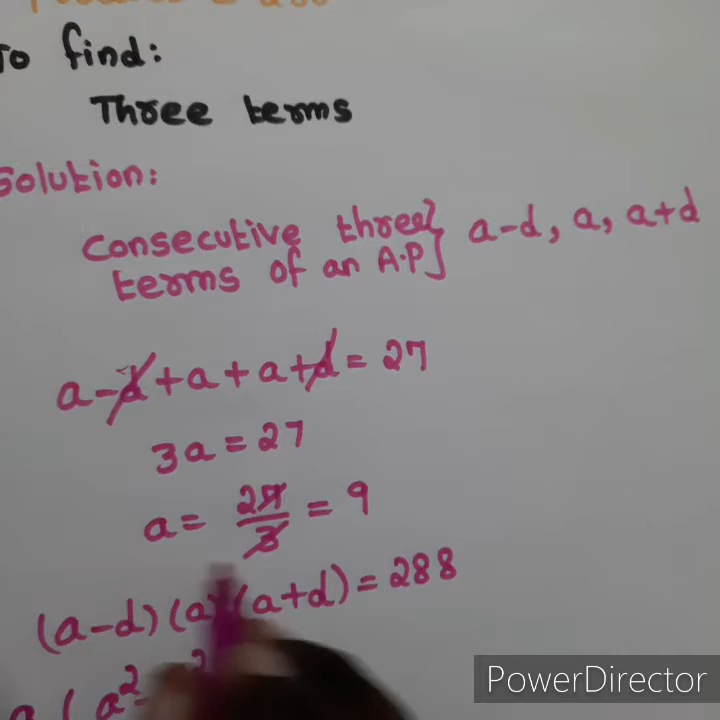 To find:
Three terms
Solution:
Consecutive three
terms of an A.P} a-d, a, a+d
a-d+a+a+d=27
3a=27
a= 27/3 = 9
(a-d)(a)(a+d)=288
PowerDirector